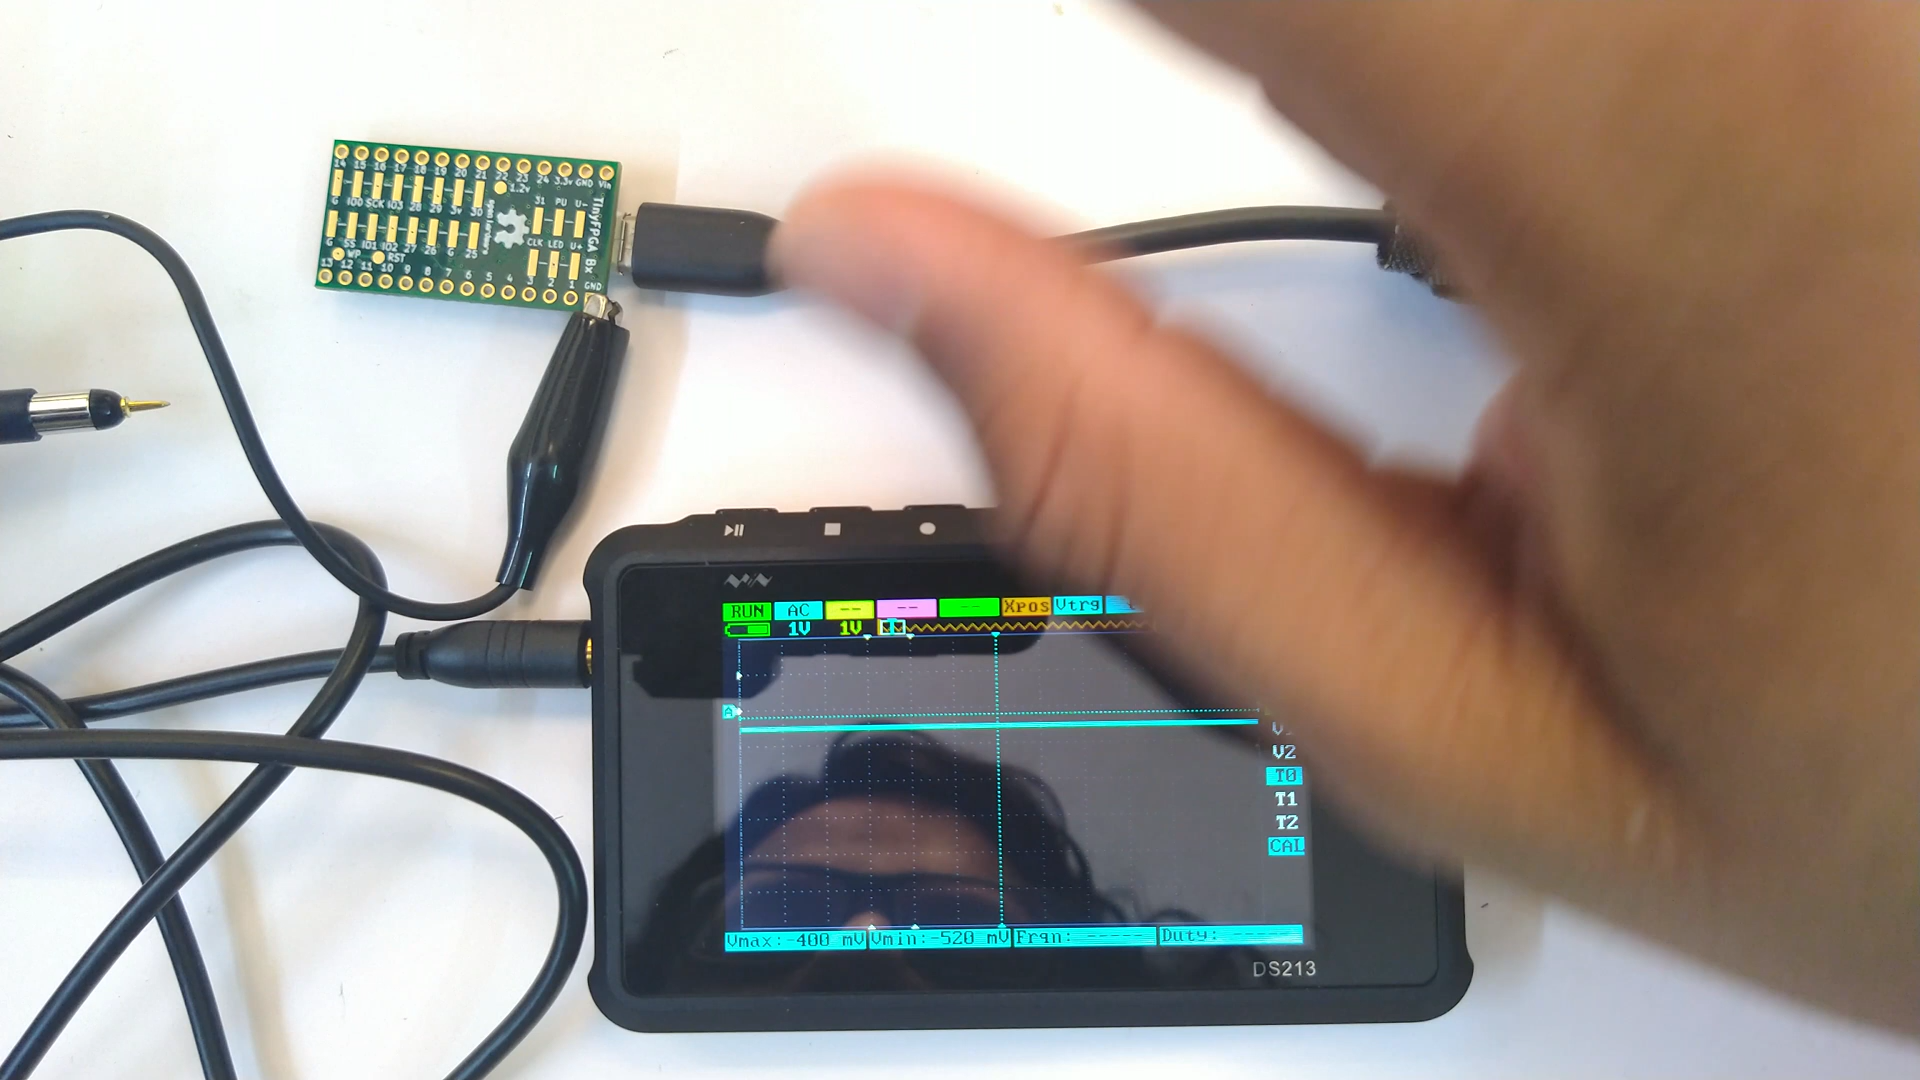 14 15 16 17 18 19 20 21 22 23 24 3.3v GND Vin
1.2v
G IO0 SCK IO3 28 29 3v 30
31 PU U-
open hardware
TinyFPGA Bx
CLK LED U+
G SS IO1 IO2 27 26 G 25
WP RST
13 12 11 10 9 8 7 6 5 4 3 2 1 GND
RUN AC -- -- -- Xpos Vtrg
1V 1V T
A
V2
T0
T1
T2
CAL
Vmax:-400 mV Vmin:-520 mV Frqn: ----- Duty: -----
DS213